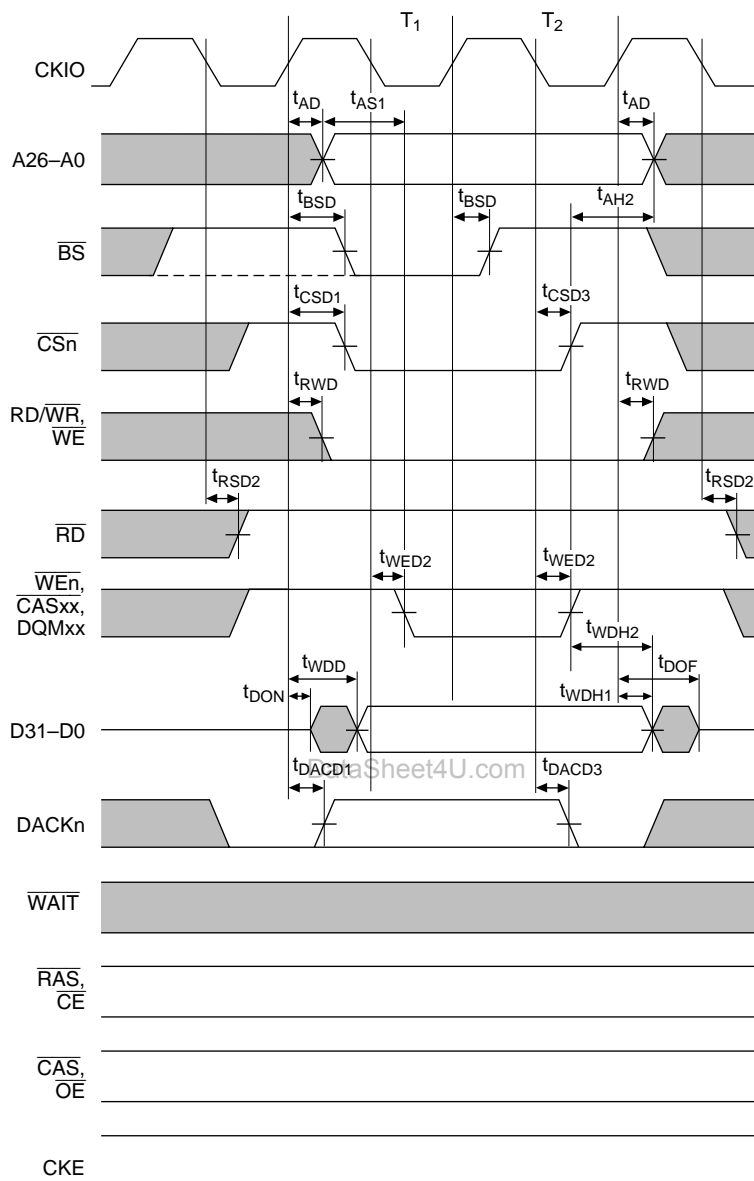 T1 T2
CKIO
tAD tAS1 tAD
A26–A0
tBSD tBSD tAH2
BS
tCSD1 tCSD3
CSn
tRWD tRWD
RD/WR,
WE
tRSD2 tRSD2
RD
tWED2 tWED2
WEn,
CASxx,
DQMxx
tWDH2
tWDD tDOF
tDON tWDH1
D31–D0
DataSheet4U.com
tDACD1 tDACD3
DACKn
WAIT
RAS,
CE
CAS,
OE
CKE